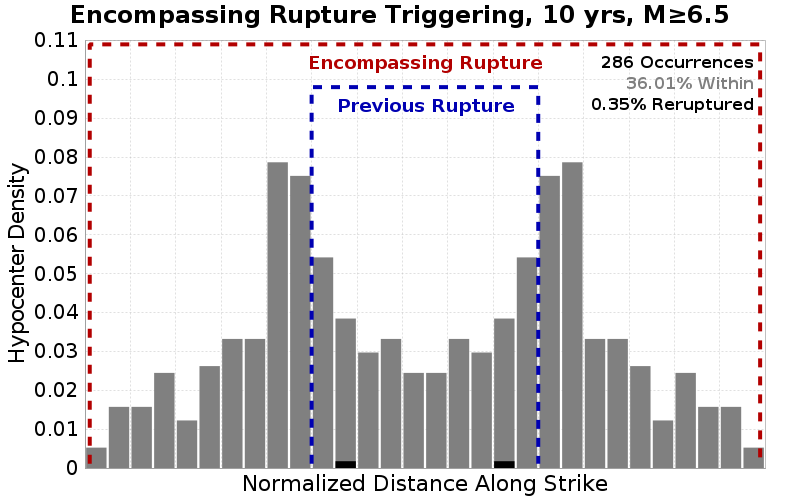 Encompassing Rupture Triggering, 10 yrs, M≥6.5
0.11
0.1
0.09
0.08
0.07
0.06
0.05
0.04
0.03
0.02
0.01
0
Hypocenter Density
Encompassing Rupture
Previous Rupture
286 Occurrences
36.01% Within
0.35% Reruptured
Normalized Distance Along Strike